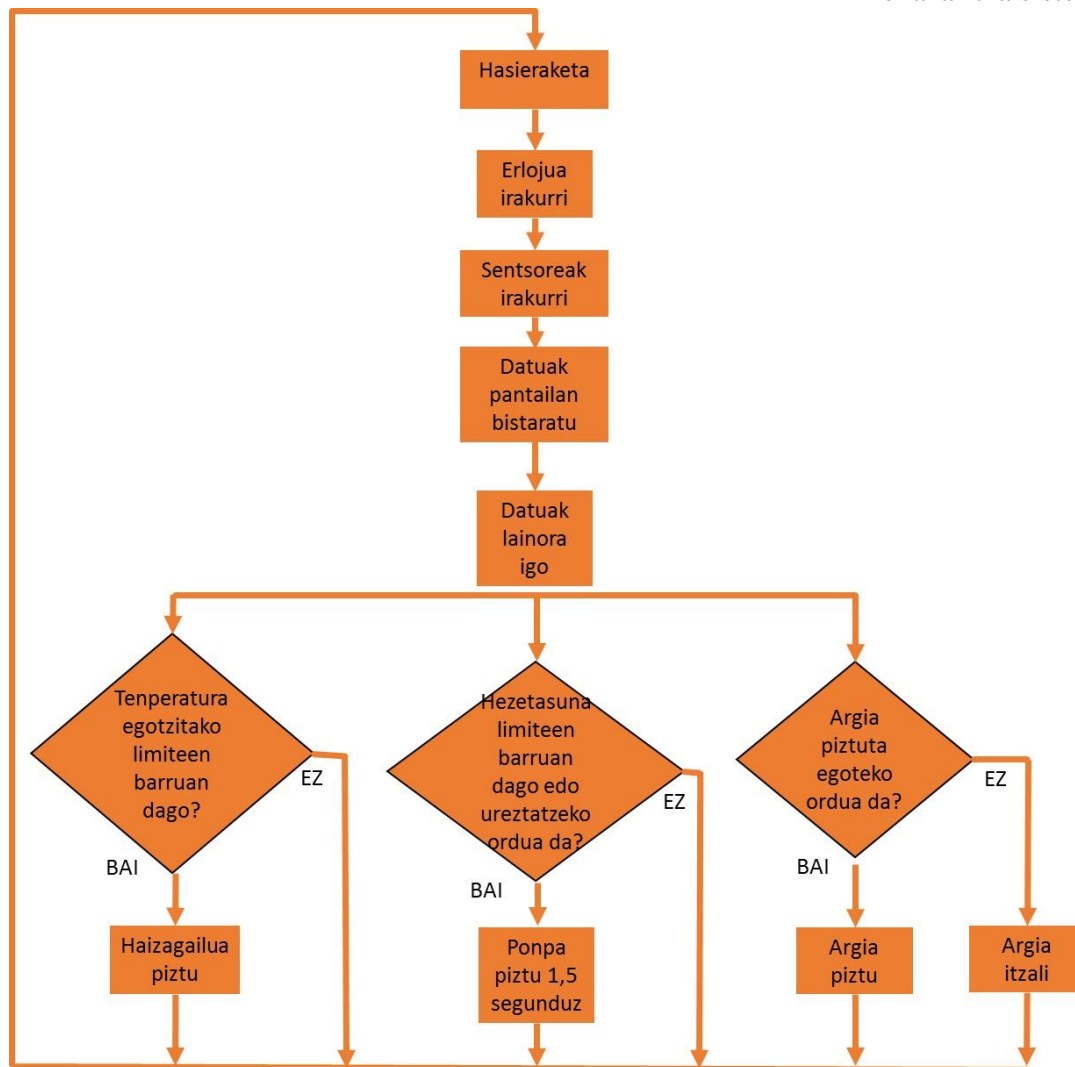 Hasieraketa
Erlojua
irakurri
Sentsoreak
irakurri
Datuak
pantailan
bistaratu
Datuak
lainora
igo
Tenperatura
egotzitako
limiteen
barruan
dago?
EZ
BAI
Haizagailua
piztu
Hezetasuna
limiteen
barruan
dago edo
ureztatzeko
ordua da?
EZ
BAI
Ponpa
piztu 1,5
segunduz
Argia
piztuta
egoteko
ordua da?
EZ
BAI
Argia
piztu
Argia
itzali